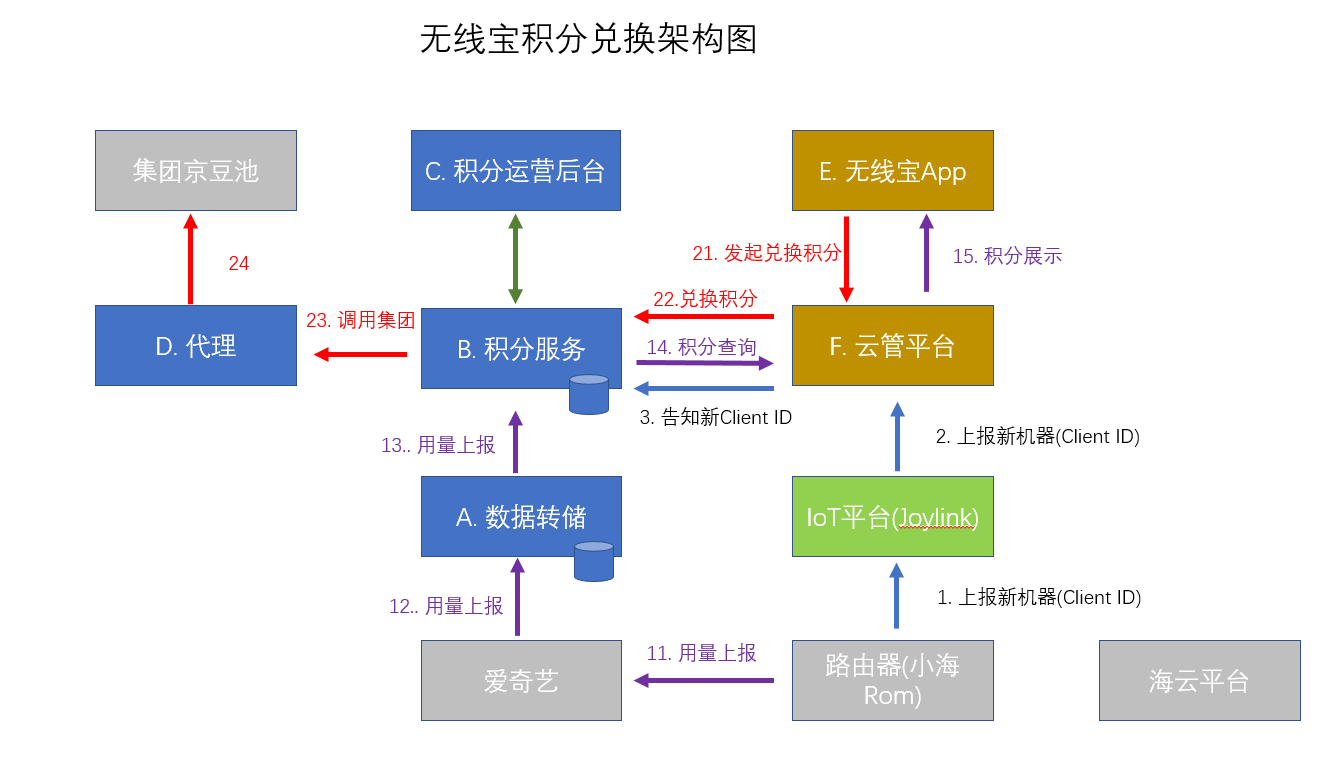 无线宝积分兑换架构图
集团京豆池
C. 积分运营后台
E. 无线宝App
24
21. 发起兑换积分
15. 积分展示
22.兑换积分
23. 调用集团
D. 代理
B. 积分服务
14. 积分查询
F. 云管平台
3. 告知新Client ID
13.. 用量上报
2. 上报新机器(Client ID)
A. 数据转储
IoT平台(Joylink)
12.. 用量上报
1. 上报新机器(Client ID)
11. 用量上报
爱奇艺
路由器(小海
Rom)
海云平台